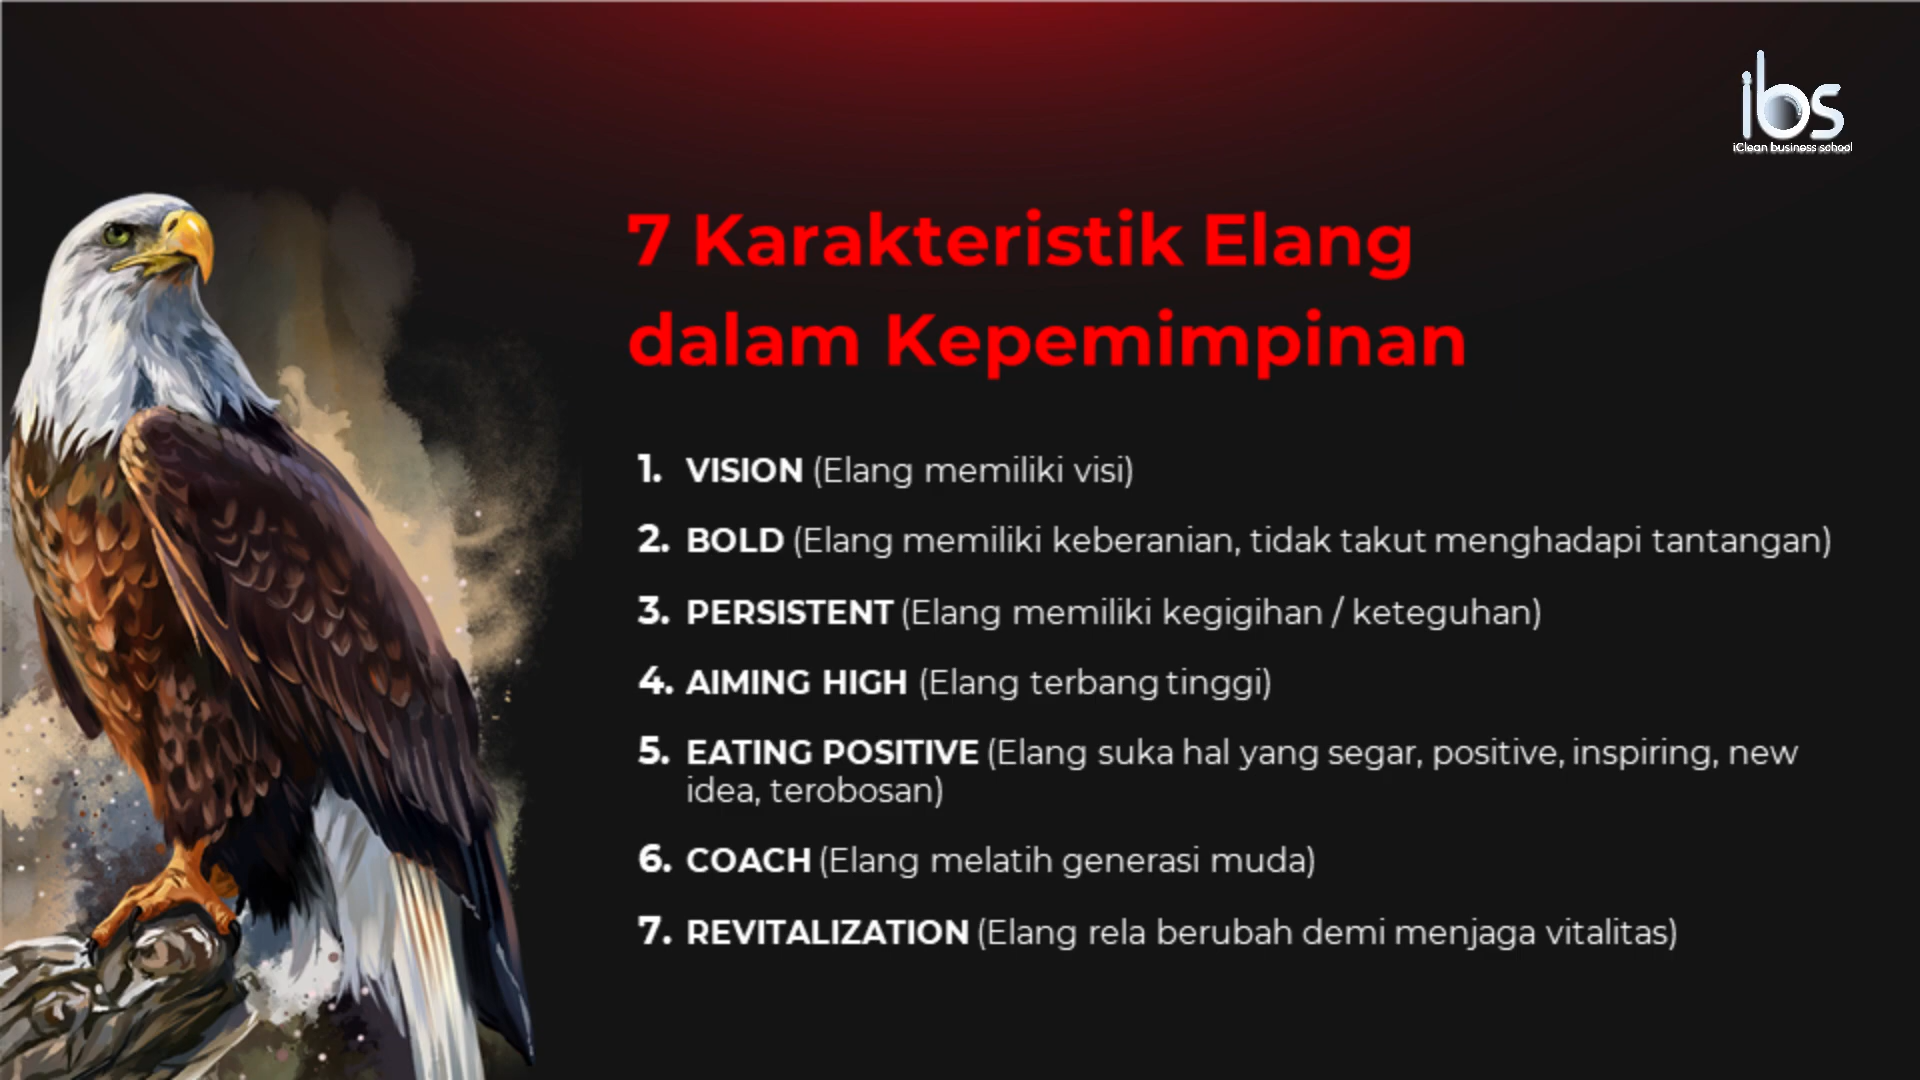 ibs
iClean business school
7 Karakteristik Elang
dalam Kepemimpinan
1. VISION (Elang memiliki visi)
2. BOLD (Elang memiliki keberanian, tidak takut menghadapi tantangan)
3. PERSISTENT (Elang memiliki kegigihan / keteguhan)
4. AIMING HIGH (Elang terbang tinggi)
5. EATING POSITIVE (Elang suka hal yang segar, positive, inspiring, new
idea, terobosan)
6. COACH (Elang melatih generasi muda)
7. REVITALIZATION (Elang rela berubah demi menjaga vitalitas)